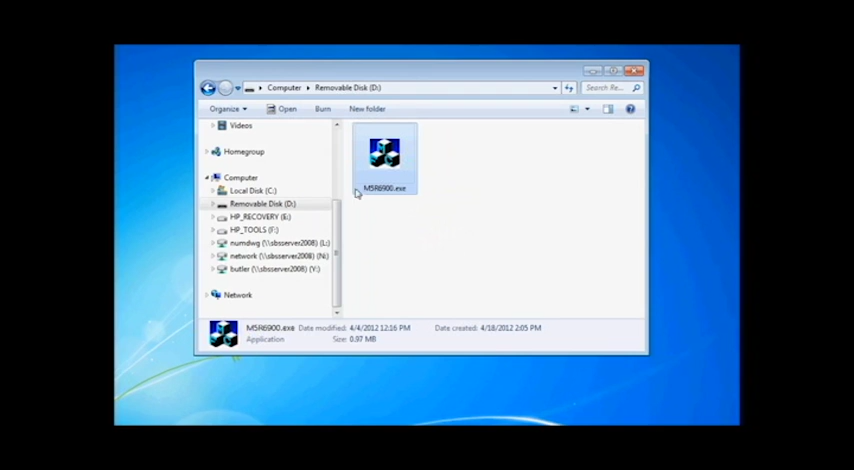 Computer ▸ Removable Disk (D:)
Search Re...
Organize ▾ Open Burn New folder
Videos
Homegroup
Computer
Local Disk (C:)
Removable Disk (D:)
HP_RECOVERY (E:)
HP_TOOLS (F:)
numdwg (\\sbsserver2008) (L:)
network (\\sbsserver2008) (N:)
butler (\\sbsserver2008) (Y:)
Network
M5R6900.exe
M5R6900.exe Date modified: 4/4/2012 12:16 PM Date created: 4/18/2012 2:05 PM
Application Size: 0.97 MB